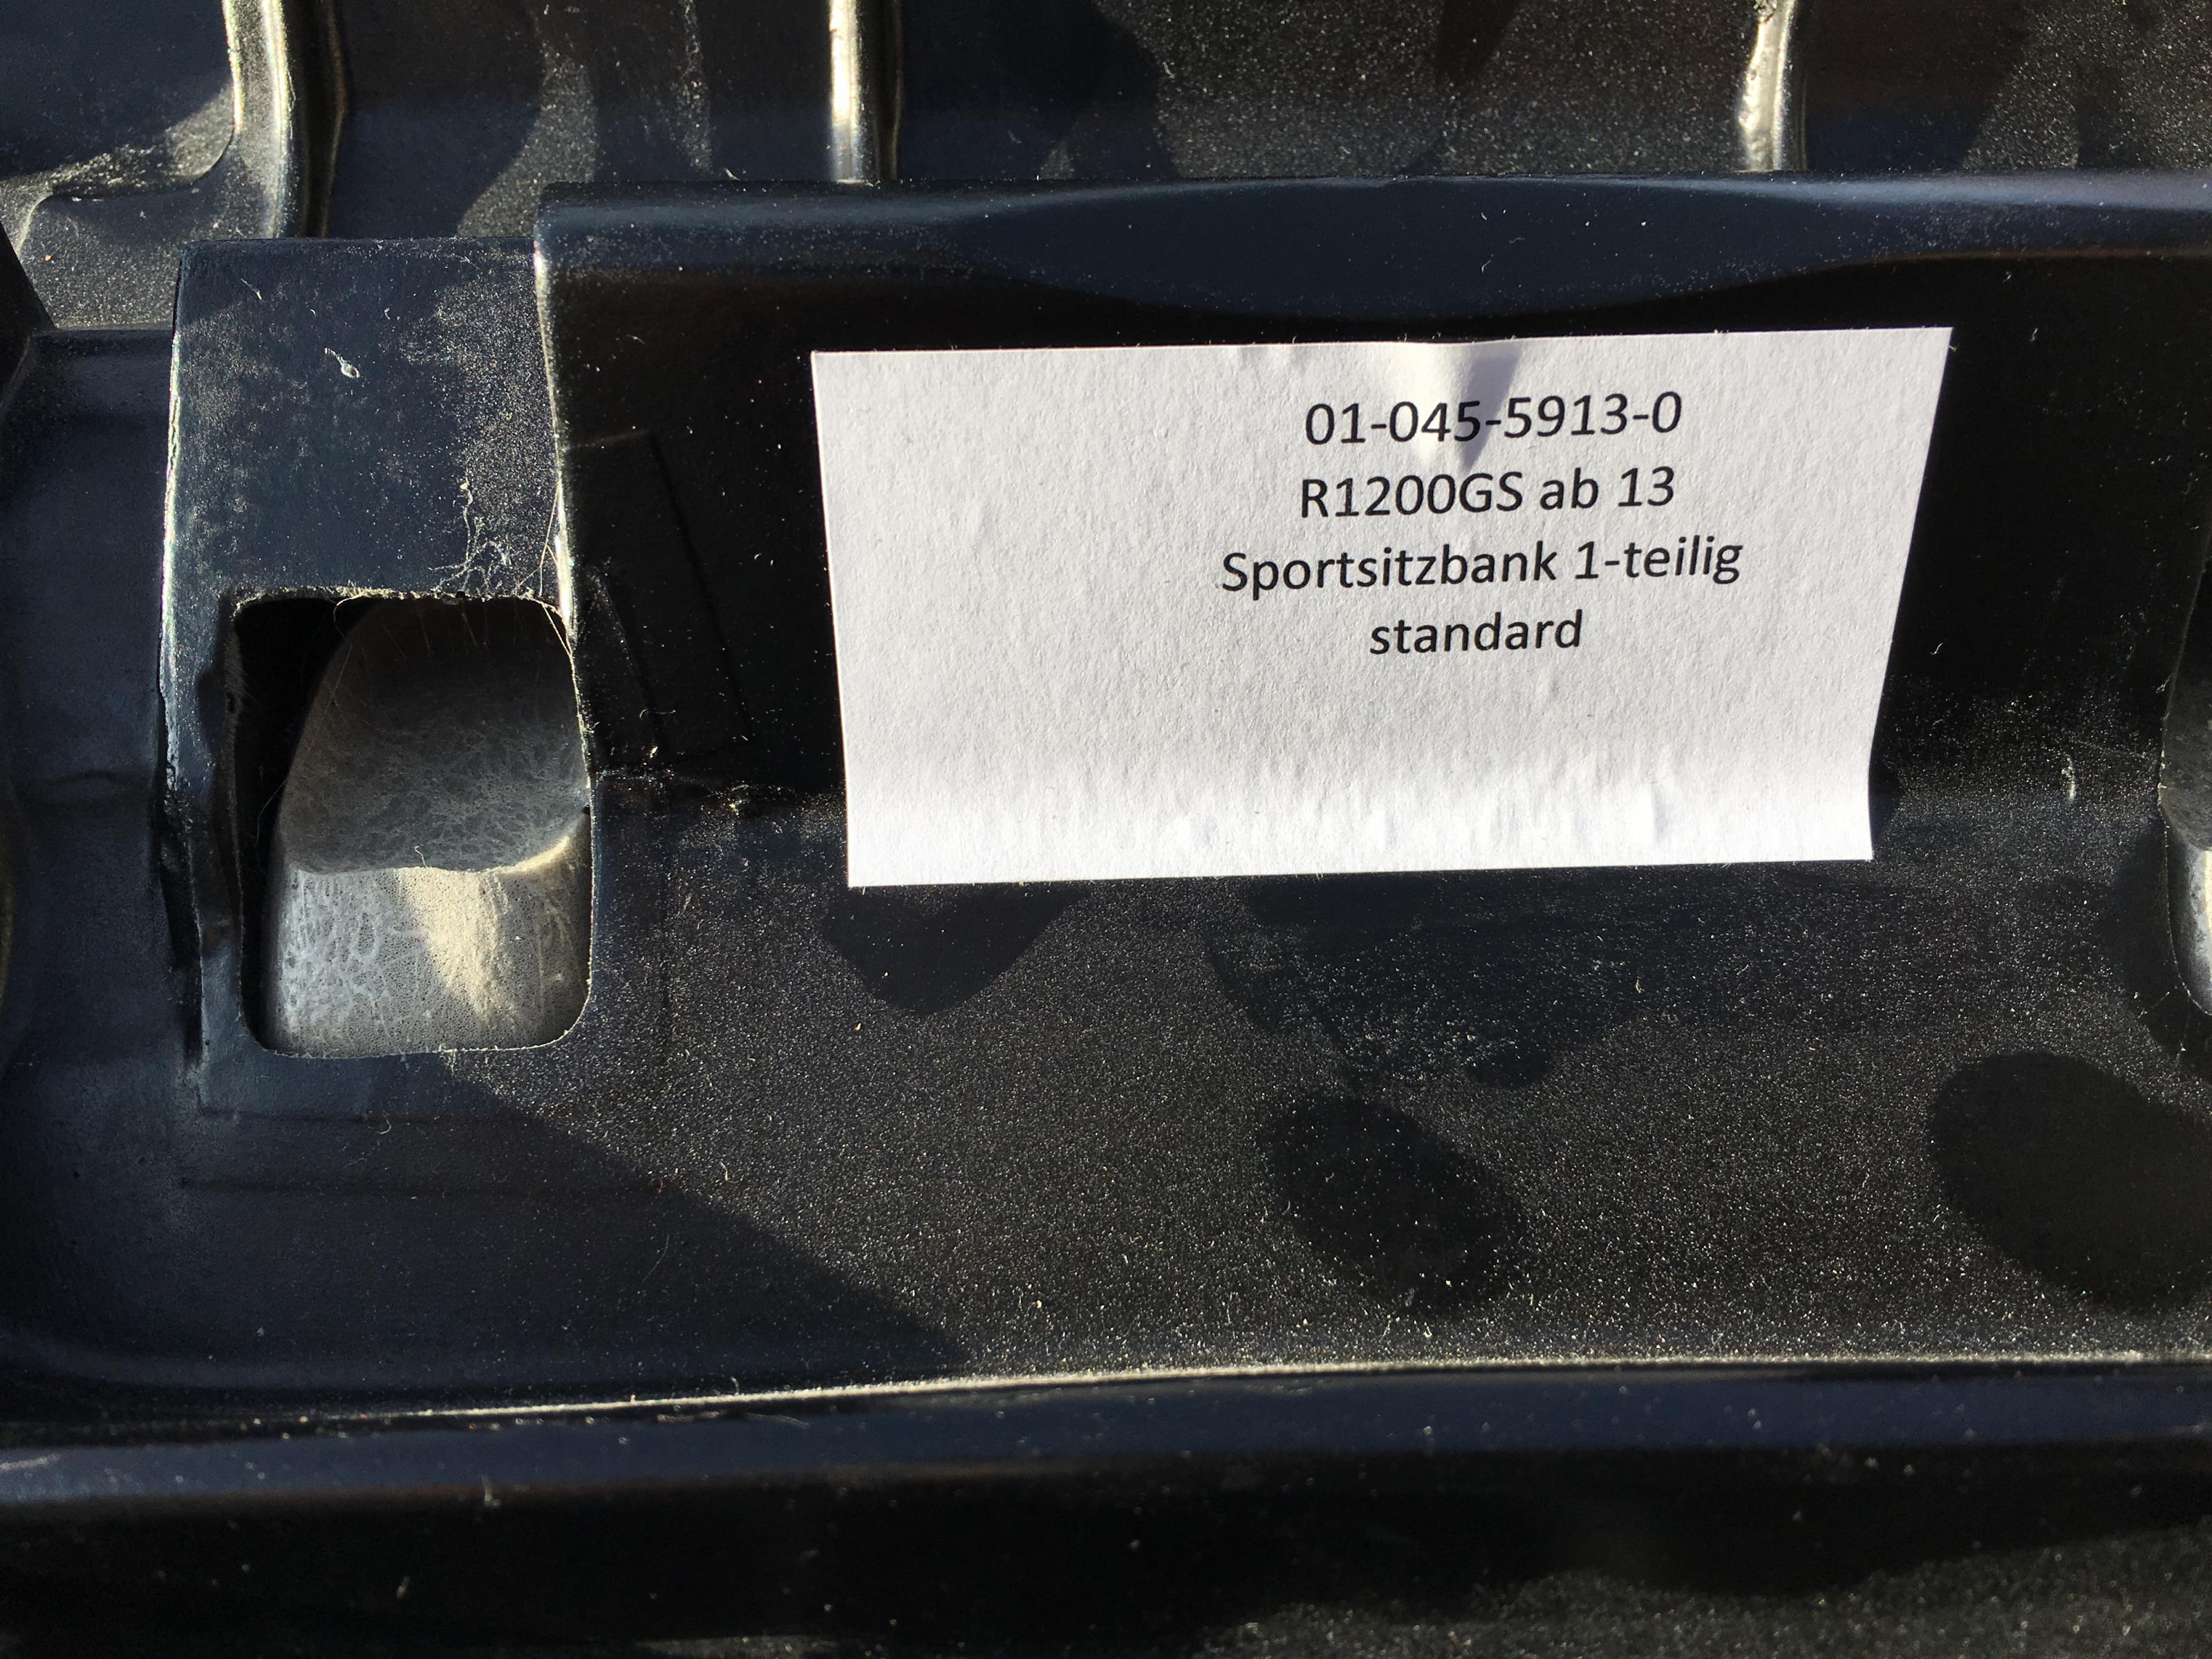 01-045-5913-0
R1200GS ab 13
Sportsitzbank 1-teilig
standard